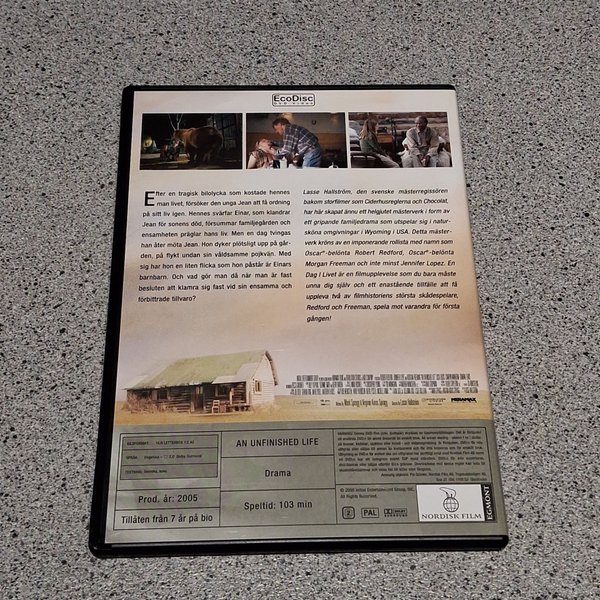 EcoDisc
Efter en tragisk bilolycka som kostade hennes
man livet, försöker den unga Jean att få ordning
på sitt liv igen. Hennes svärfar Einar, som klandrar
Jean för sonens död, försummar familjegården och
ensamheten präglar hans liv. Men en dag tvingas
han åter möta Jean. Hon dyker plötsligt upp på går-
den, på flykt undan sin våldsamme pojkvän. Med
sig har hon en liten flicka som hon påstår är Einars
barnbarn. Och vad gör man då när man är fast
besluten att klamra sig fast vid sin ensamma och
förbittrade tillvaro?
Lasse Hallström, den svenske mästerregissören
bakom storfilmer som Ciderhusreglerna och Chocolat,
har här skapat ännu ett helgjutet mästerverk i form av
ett gripande familjedrama som utspelar sig i natur-
sköna omgivningar i Wyoming i USA. Detta mäster-
verk kröns av en imponerande rollista med namn som
Oscar®-belönta Robert Redford, Oscar®-belönta
Morgan Freeman och inte minst Jennifer Lopez. En
Dag I Livet är en filmupplevelse som du bara måste
unna dig själv och ett enastående tillfälle att få
uppleva två av filmhistoriens största skådespelare,
Redford och Freeman, spela mot varandra för första
gången!
MIRAMAX
AN UNFINISHED LIFE
Drama
Prod. år: 2005
Speltid: 103 min
Tillåten från 7 år på bio
All Rights Reserved.
2
PAL
DOLBY
NORDISK FILM
EGMONT